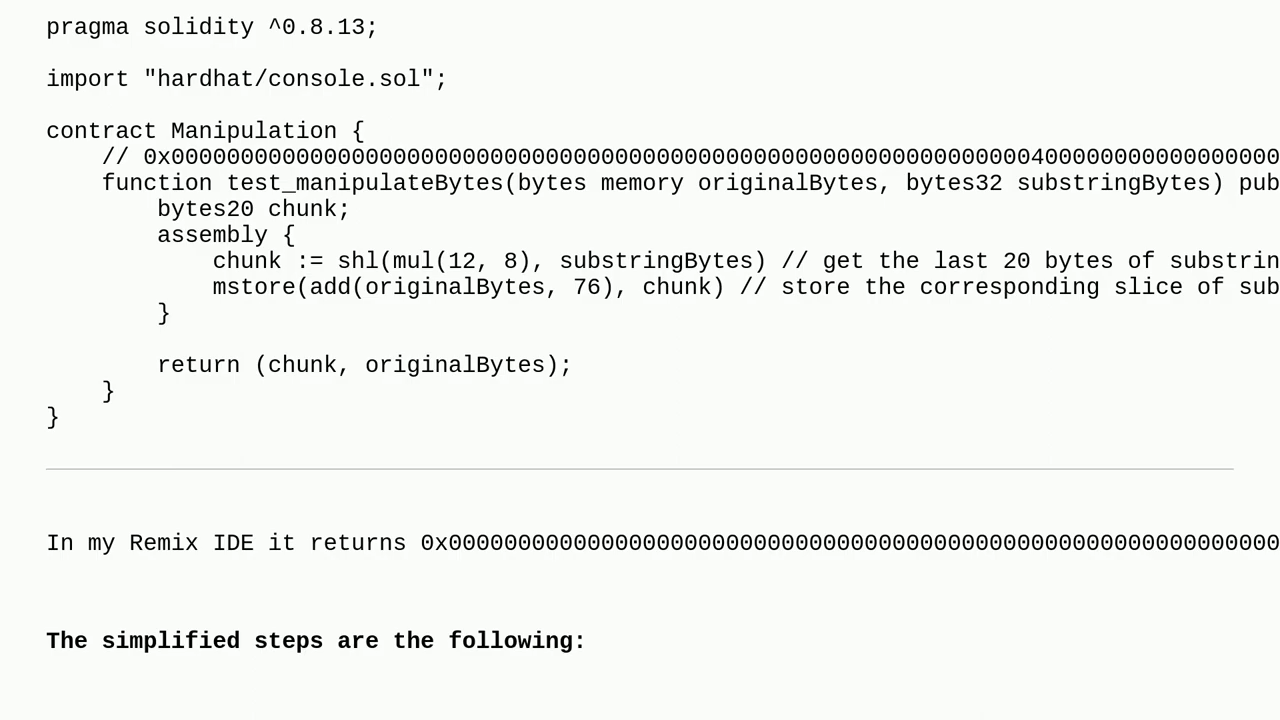 pragma solidity ^0.8.13;
import "hardhat/console.sol";
contract Manipulation {
// 0x00000000000000000000000000000000000000000000000000000000000000400000000000000000
function test_manipulateBytes(bytes memory originalBytes, bytes32 substringBytes) pub
bytes20 chunk;
assembly {
chunk := shl(mul(12, 8), substringBytes) // get the last 20 bytes of substrin
mstore(add(originalBytes, 76), chunk) // store the corresponding slice of sub
}
return (chunk, originalBytes);
}
}
In my Remix IDE it returns 0x000000000000000000000000000000000000000000000000000000000000
The simplified steps are the following: